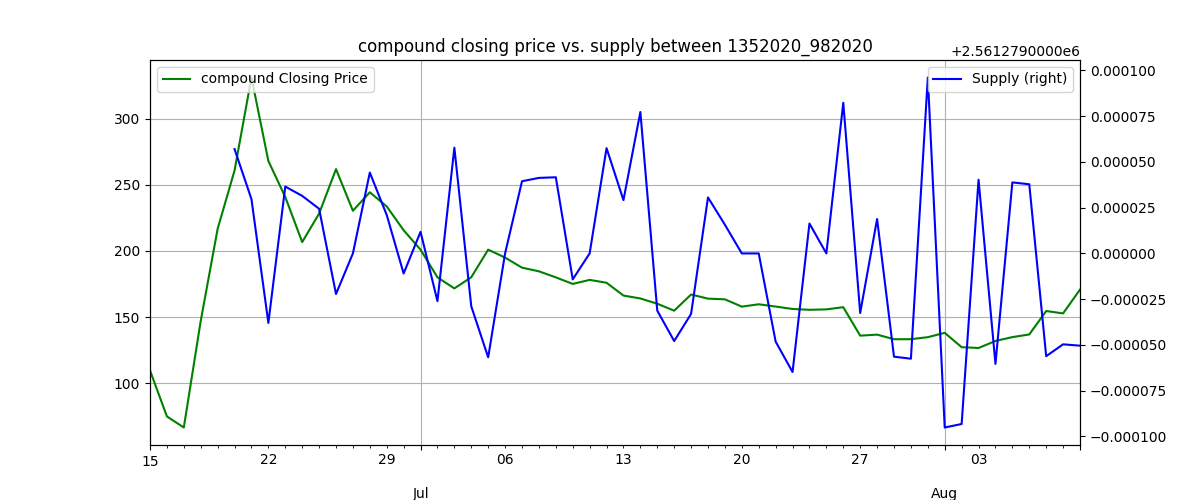 compound closing price vs. supply between 1352020_982020
+2.5612790000e6
compound Closing Price
Supply (right)
300
250
200
150
100
0.000100
0.000075
0.000050
0.000025
0.000000
−0.000025
−0.000050
−0.000075
−0.000100
15 22 29 06 13 20 27 03
Jul Aug